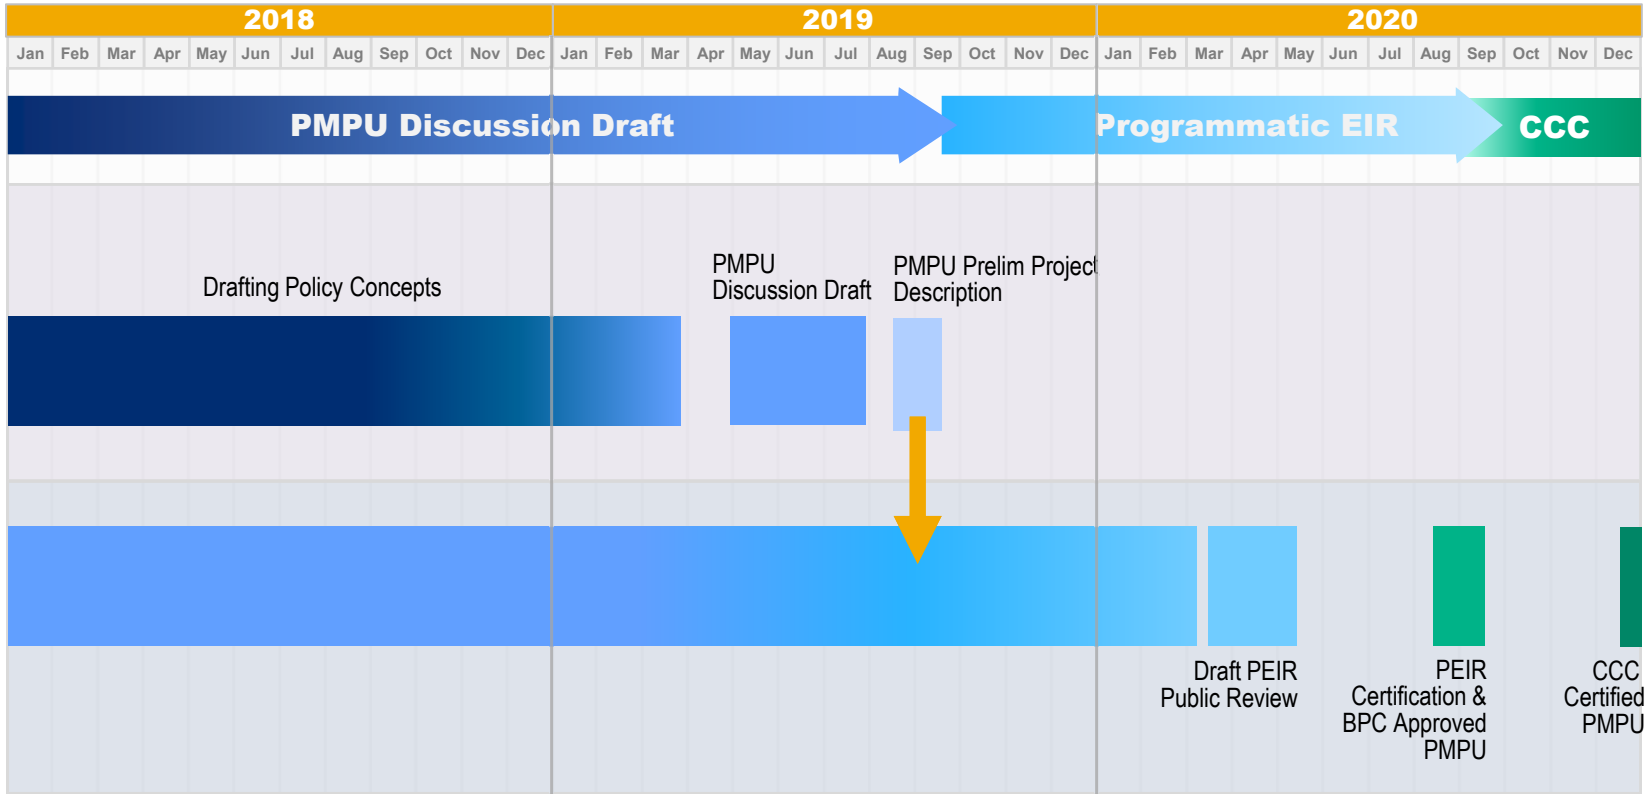 2018 2019 2020
Jan Feb Mar Apr May Jun Jul Aug Sep Oct Nov Dec Jan Feb Mar Apr May Jun Jul Aug Sep Oct Nov Dec Jan Feb Mar Apr May Jun Jul Aug Sep Oct Nov Dec
PMPU Discussion Draft
Programmatic EIR
CCC
Drafting Policy Concepts
PMPU
Discussion Draft
PMPU Prelim Project
Description
Draft PEIR
Public Review
PEIR
Certification &
BPC Approved
PMPU
CCC
Certified
PMPU